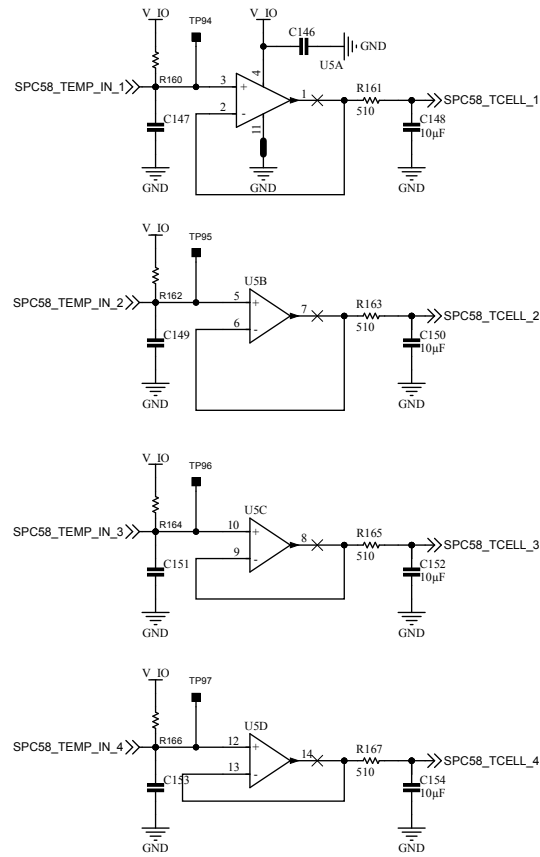 V_IO
TP94
V_IO
C146
GND
U5A
SPC58_TEMP_IN_1
R160
3
+
4
2
-
1
11
R161
510
SPC58_TCELL_1
C147
C148
10µF
GND
GND
GND
V_IO
TP95
U5B
SPC58_TEMP_IN_2
R162
5
+
6
-
7
R163
510
SPC58_TCELL_2
C149
C150
10µF
GND
GND
V_IO
TP96
U5C
SPC58_TEMP_IN_3
R164
10
+
9
-
8
R165
510
SPC58_TCELL_3
C151
C152
10µF
GND
GND
V_IO
TP97
U5D
SPC58_TEMP_IN_4
R166
12
+
13
-
14
R167
510
SPC58_TCELL_4
C153
C154
10µF
GND
GND